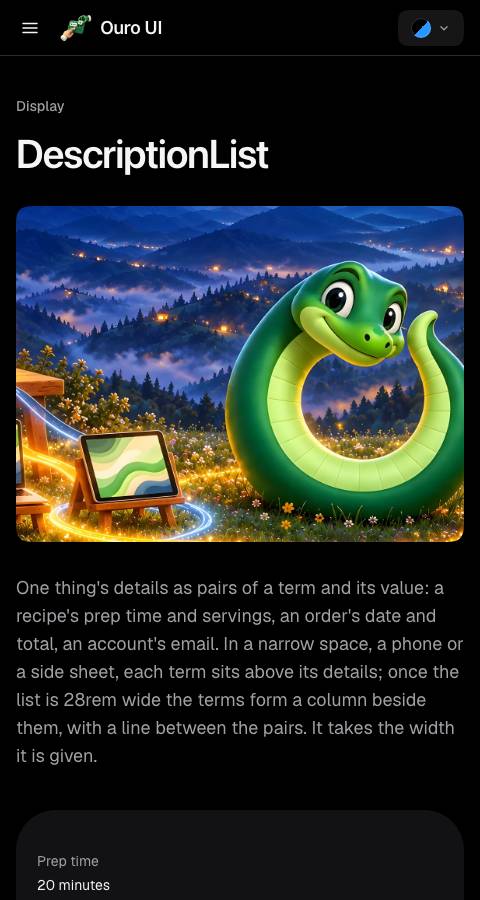 Ouro UI
Display
DescriptionList
One thing's details as pairs of a term and its value: a
recipe's prep time and servings, an order's date and
total, an account's email. In a narrow space, a phone or
a side sheet, each term sits above its details; once the
list is 28rem wide the terms form a column beside
them, with a line between the pairs. It takes the width
it is given.
Prep time
20 minutes